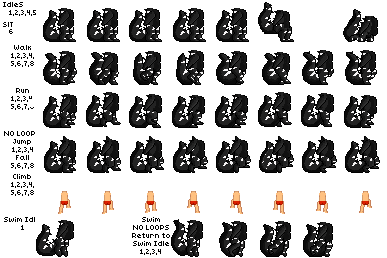 IdleS
1,2,3,4,5
SIT
6
Walk
1,2,3,4,
5,6,7,8
Run
1,2,3,
5,6,7,
NO LOOP
Jump
1,2,3,4
Fall
5,6,7,8
Climb
1,2,3,4,
5,6,7,8
Swim Idl
1
Swim
NO LOOPS
Return to
Swim Idle
1,2,3,4